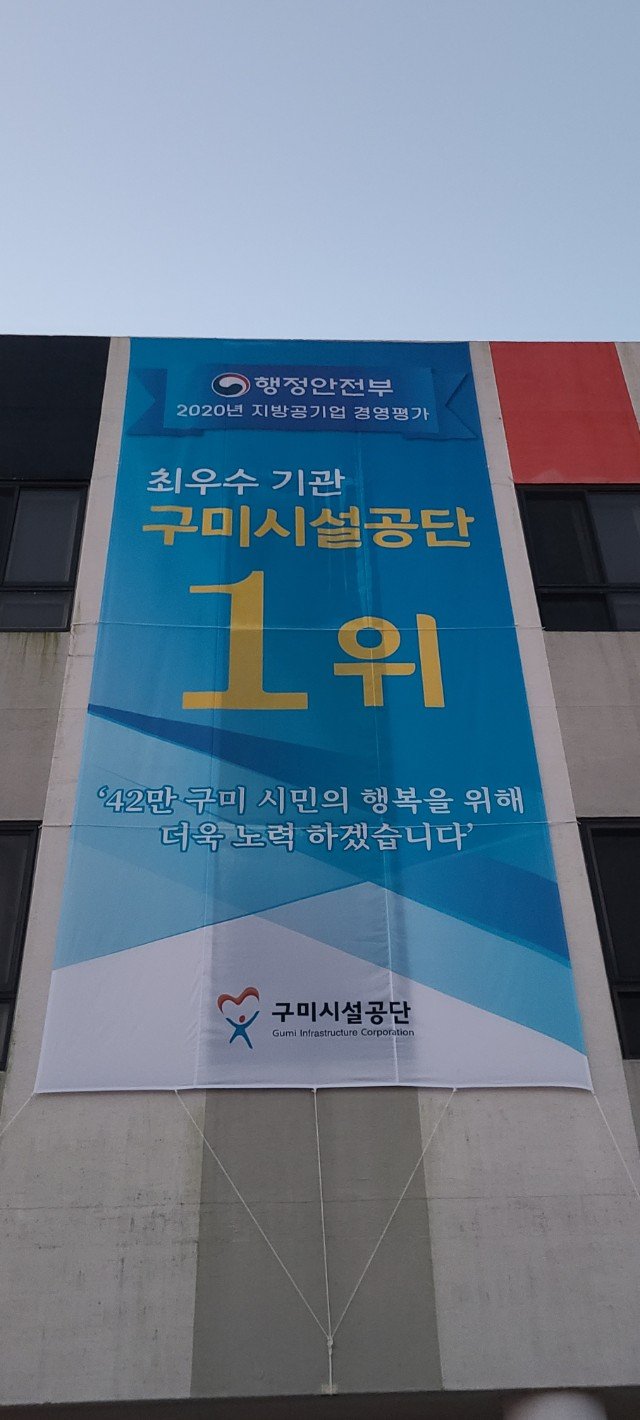 행정안전부
2020년 지방공기업 경영평가
최우수 기관
구미시설공단
1위
‘42만 구미 시민의 행복을 위해
더욱 노력 하겠습니다’
구미시설공단
Gumi Infrastructure Corporation